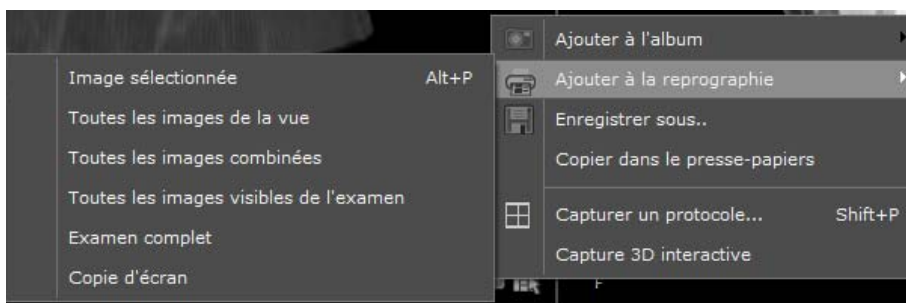 Ajouter à l'album
Ajouter à la reprographie
Enregistrer sous..
Copier dans le presse-papiers
Capturer un protocole... Shift+P
Capture 3D interactive
Image sélectionnée Alt+P
Toutes les images de la vue
Toutes les images combinées
Toutes les images visibles de l'examen
Examen complet
Copie d'écran
F